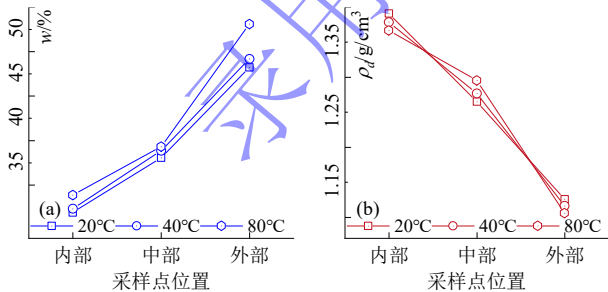 w/%
50
45
40
35
(a)
20℃
40℃
80℃
内部
中部
外部
采样点位置
ρd/g/cm³
1.35
1.25
1.15
(b)
20℃
40℃
80℃
内部
中部
外部
采样点位置